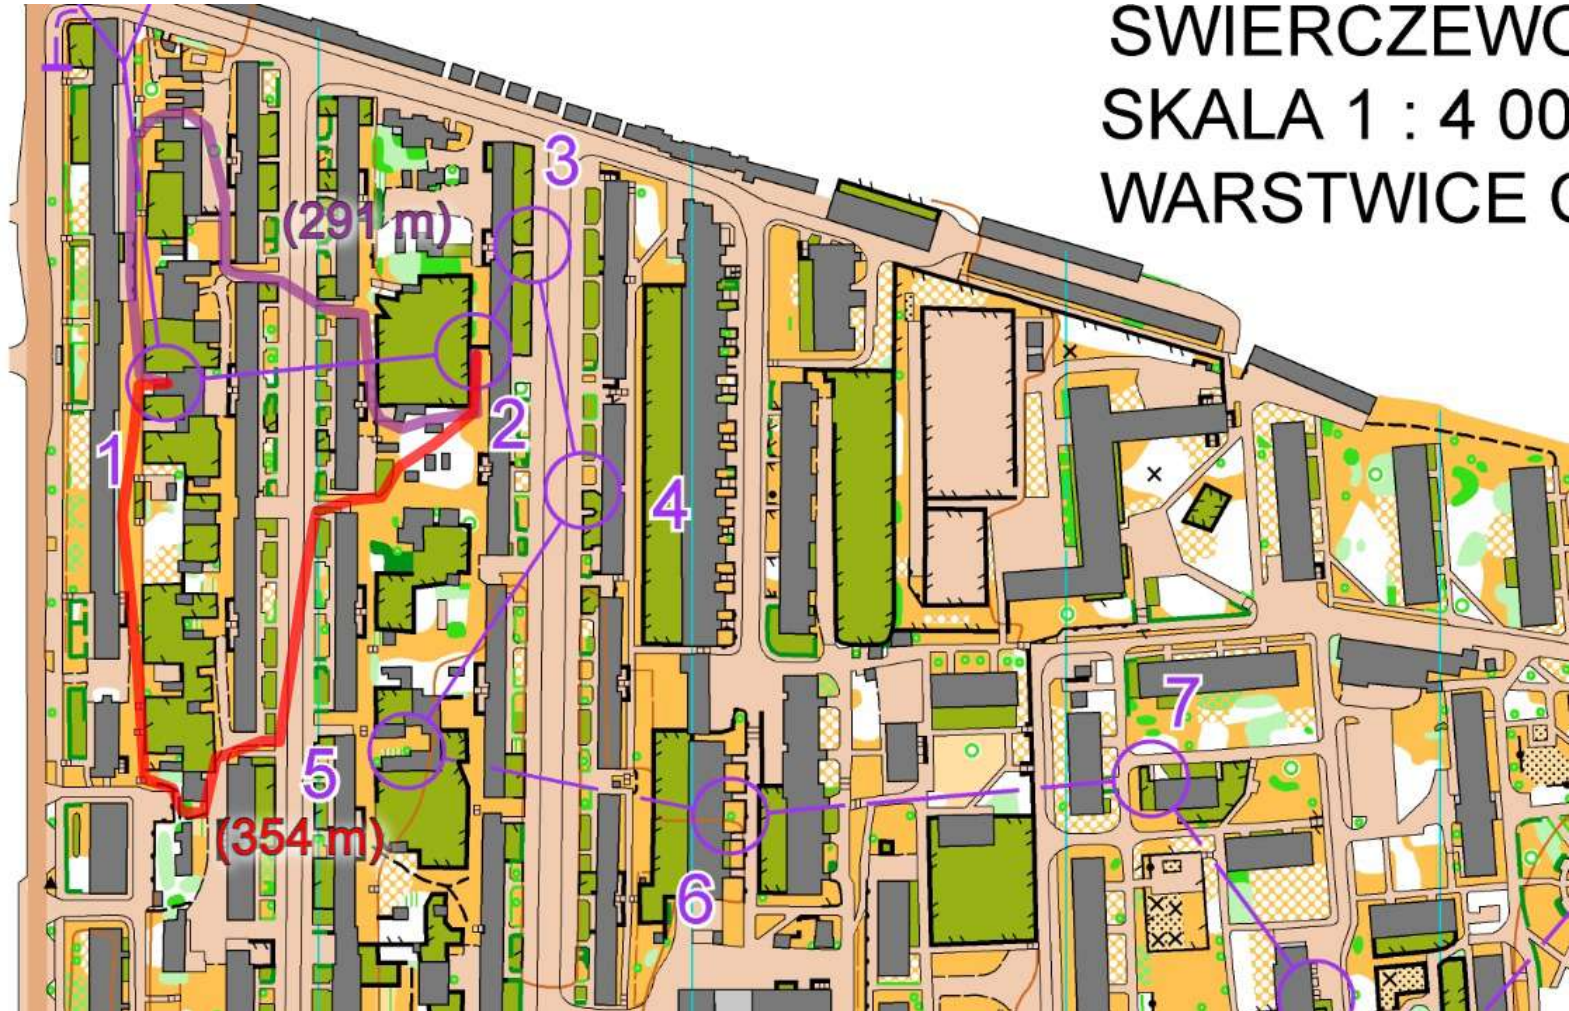 SWIERCZEWO
SKALA 1 : 4 00
WARSTWICE C
3
(291 m)
2
1
4
7
5
(354 m)
6